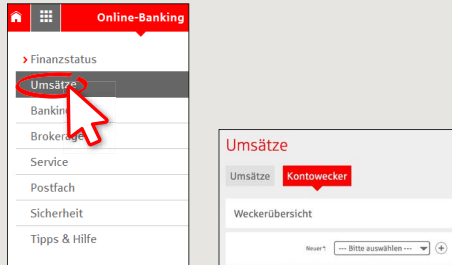 Online-Banking
Finanzstatus
Umsätze
Banking
Brokerage
Service
Postfach
Sicherheit
Tipps & Hilfe
Umsätze
Umsätze Kontowecker
Weckerübersicht
Neuer*: --- Bitte auswählen ---